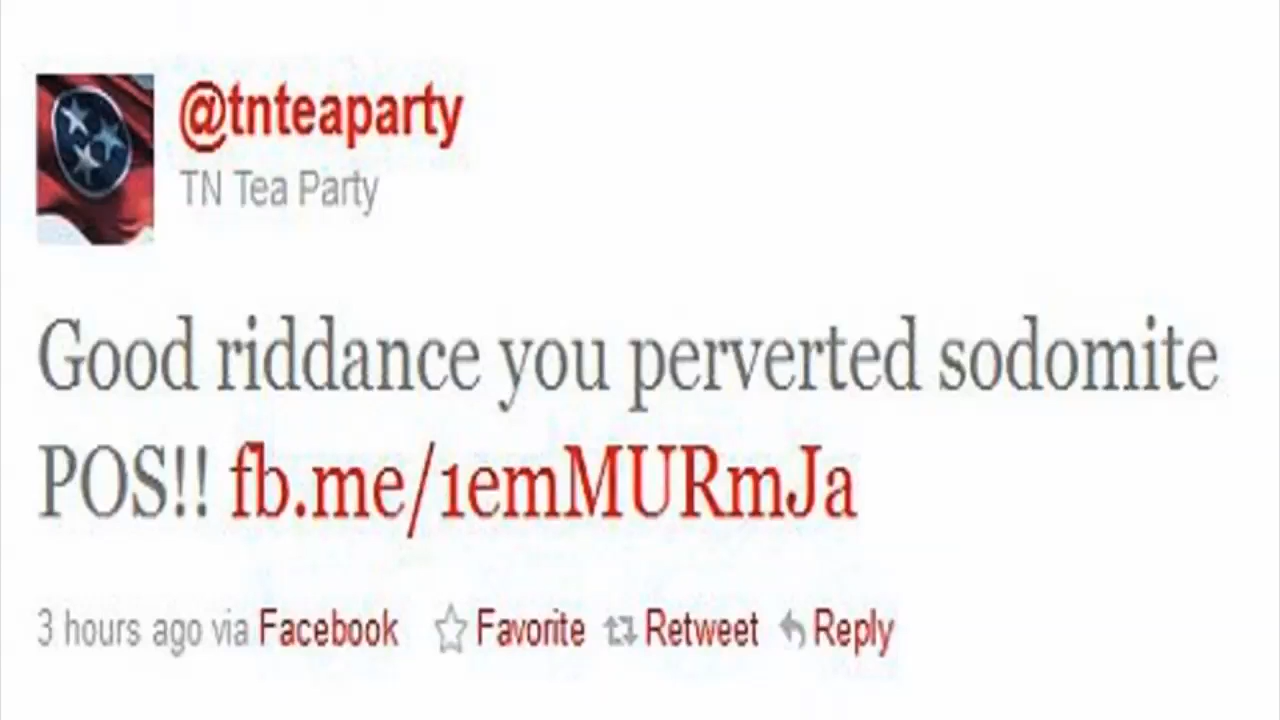 @tnteaparty
TN Tea Party
Good riddance you perverted sodomite
POS!! fb.me/1emMURmJa
3 hours ago via Facebook Favorite Retweet Reply